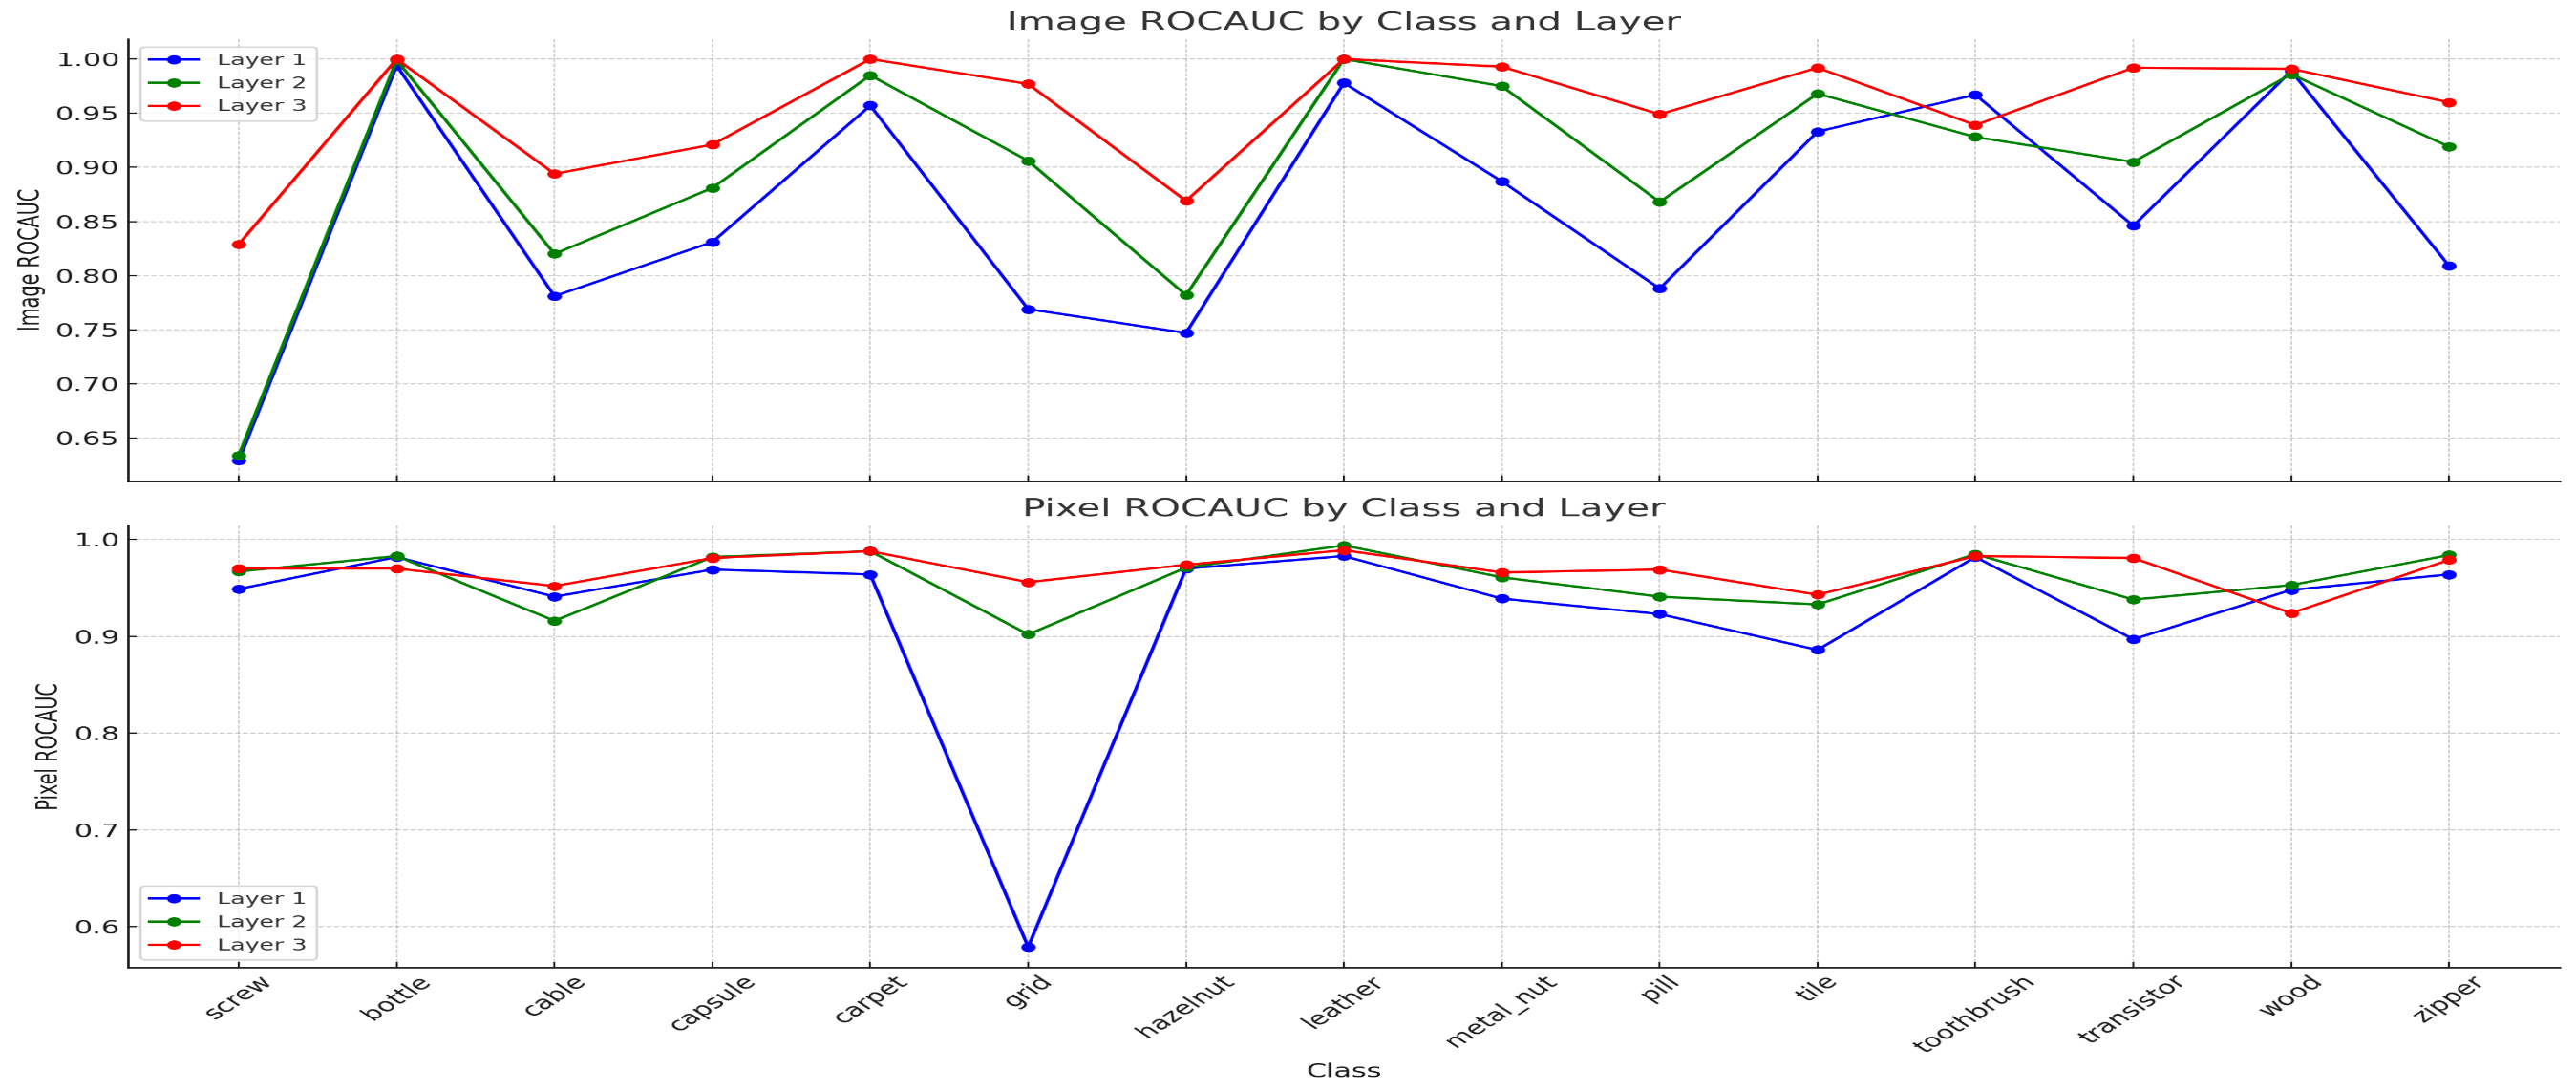 Image ROCAUC by Class and Layer
Image ROCAUC
1.00
0.95
0.90
0.85
0.80
0.75
0.70
0.65
Layer 1
Layer 2
Layer 3
Pixel ROCAUC by Class and Layer
Pixel ROCAUC
1.0
0.9
0.8
0.7
0.6
Layer 1
Layer 2
Layer 3
screw
bottle
cable
capsule
carpet
grid
hazelnut
leather
metal_nut
pill
tile
toothbrush
transistor
wood
zipper
Class